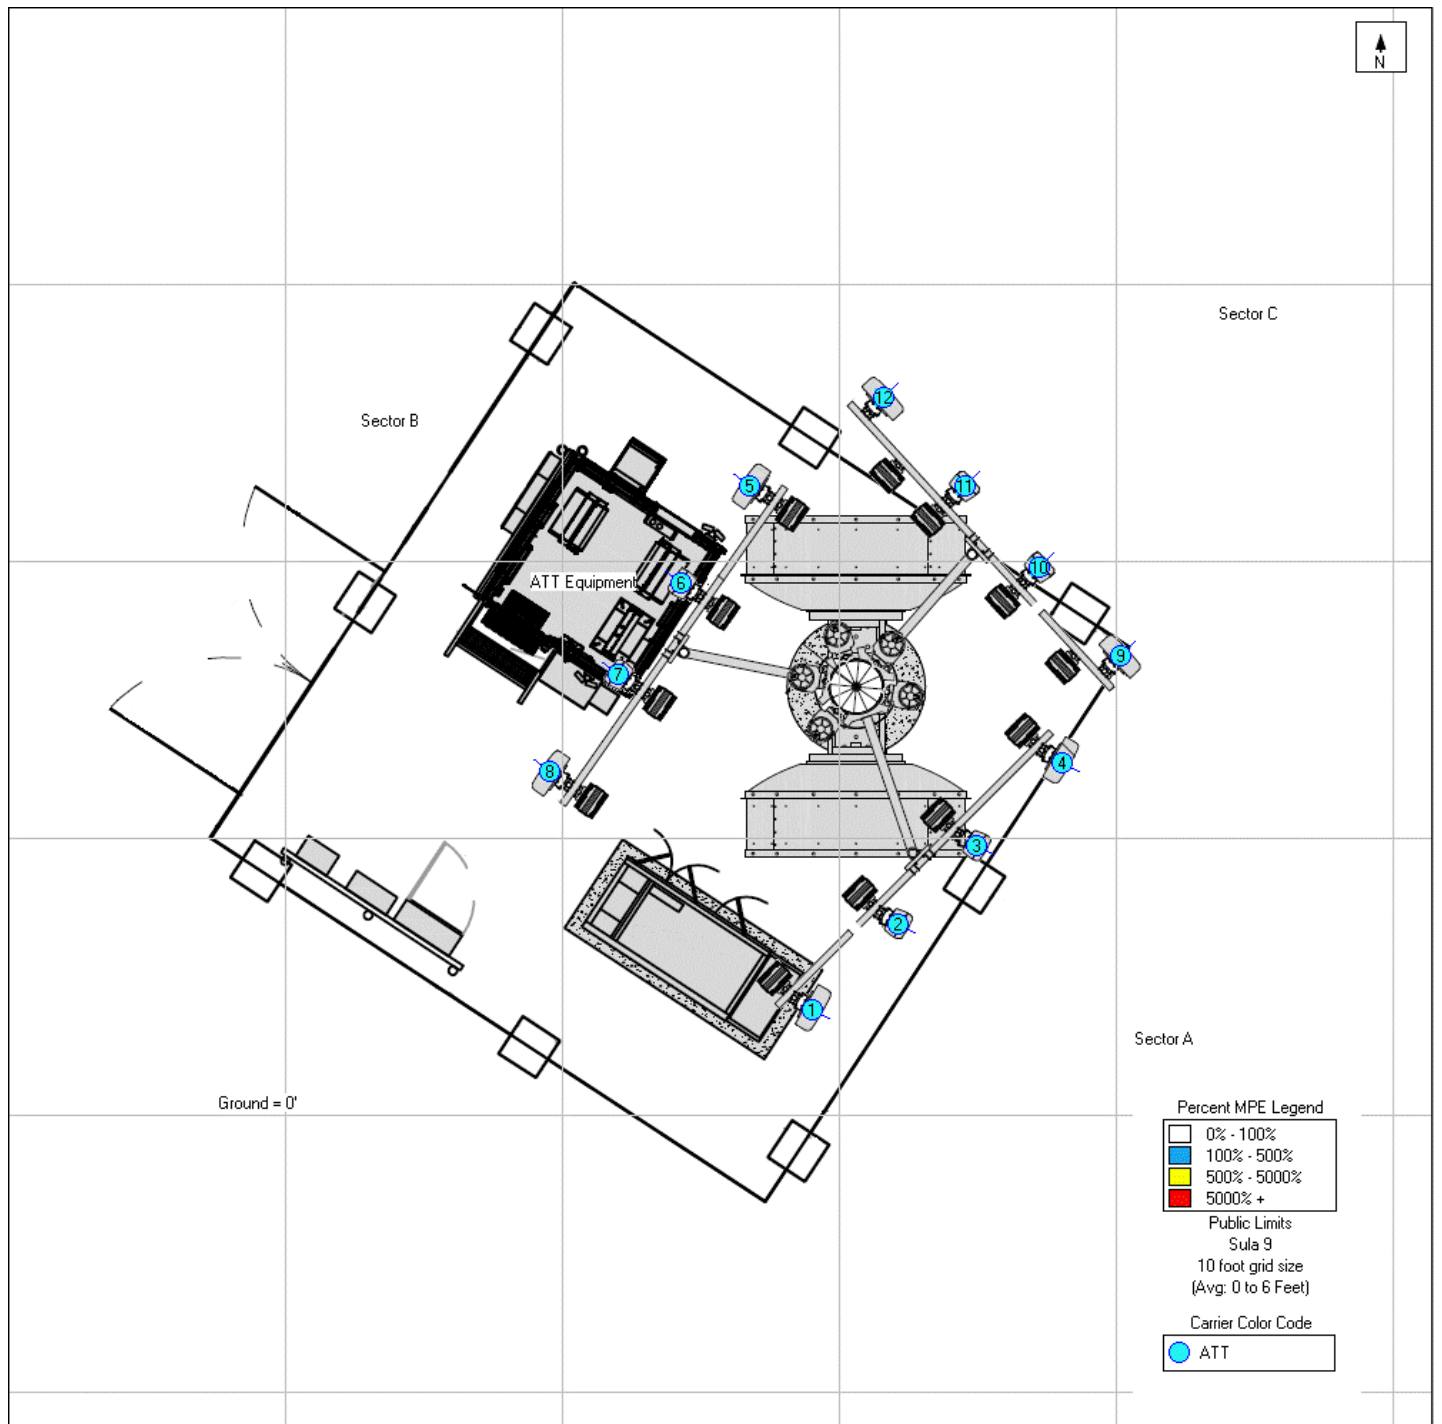 N
Sector C
12
Sector B
5
11
6
ATT Equipment
10
7
9
8
4
3
2
1
Sector A
Ground = 0'
Percent MPE Legend
0% - 100%
100% - 500%
500% - 5000%
5000% +
Public Limits
Sula 9
10 foot grid size
(Avg: 0 to 6 Feet)
Carrier Color Code
ATT